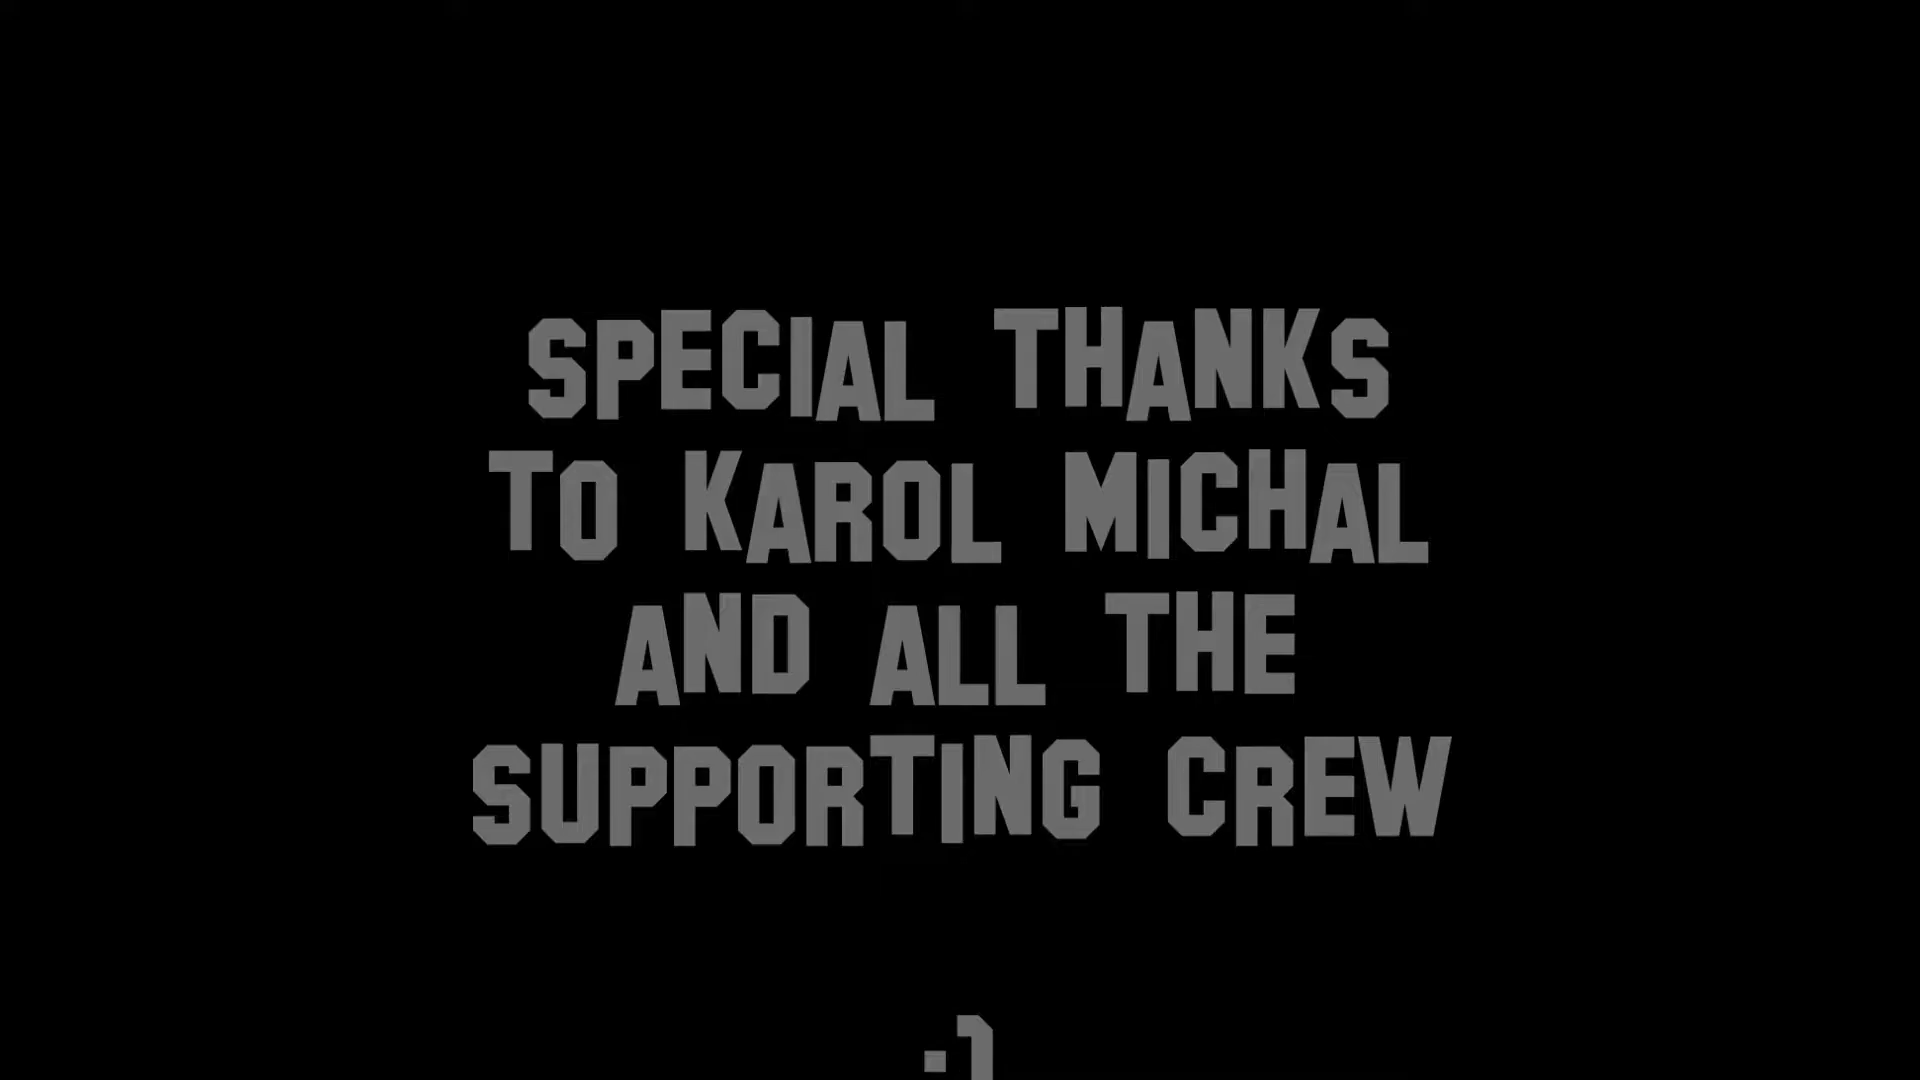 SPECIAL THANKS
TO KAROL MICHAL
AND ALL THE
SUPPORTING CREW